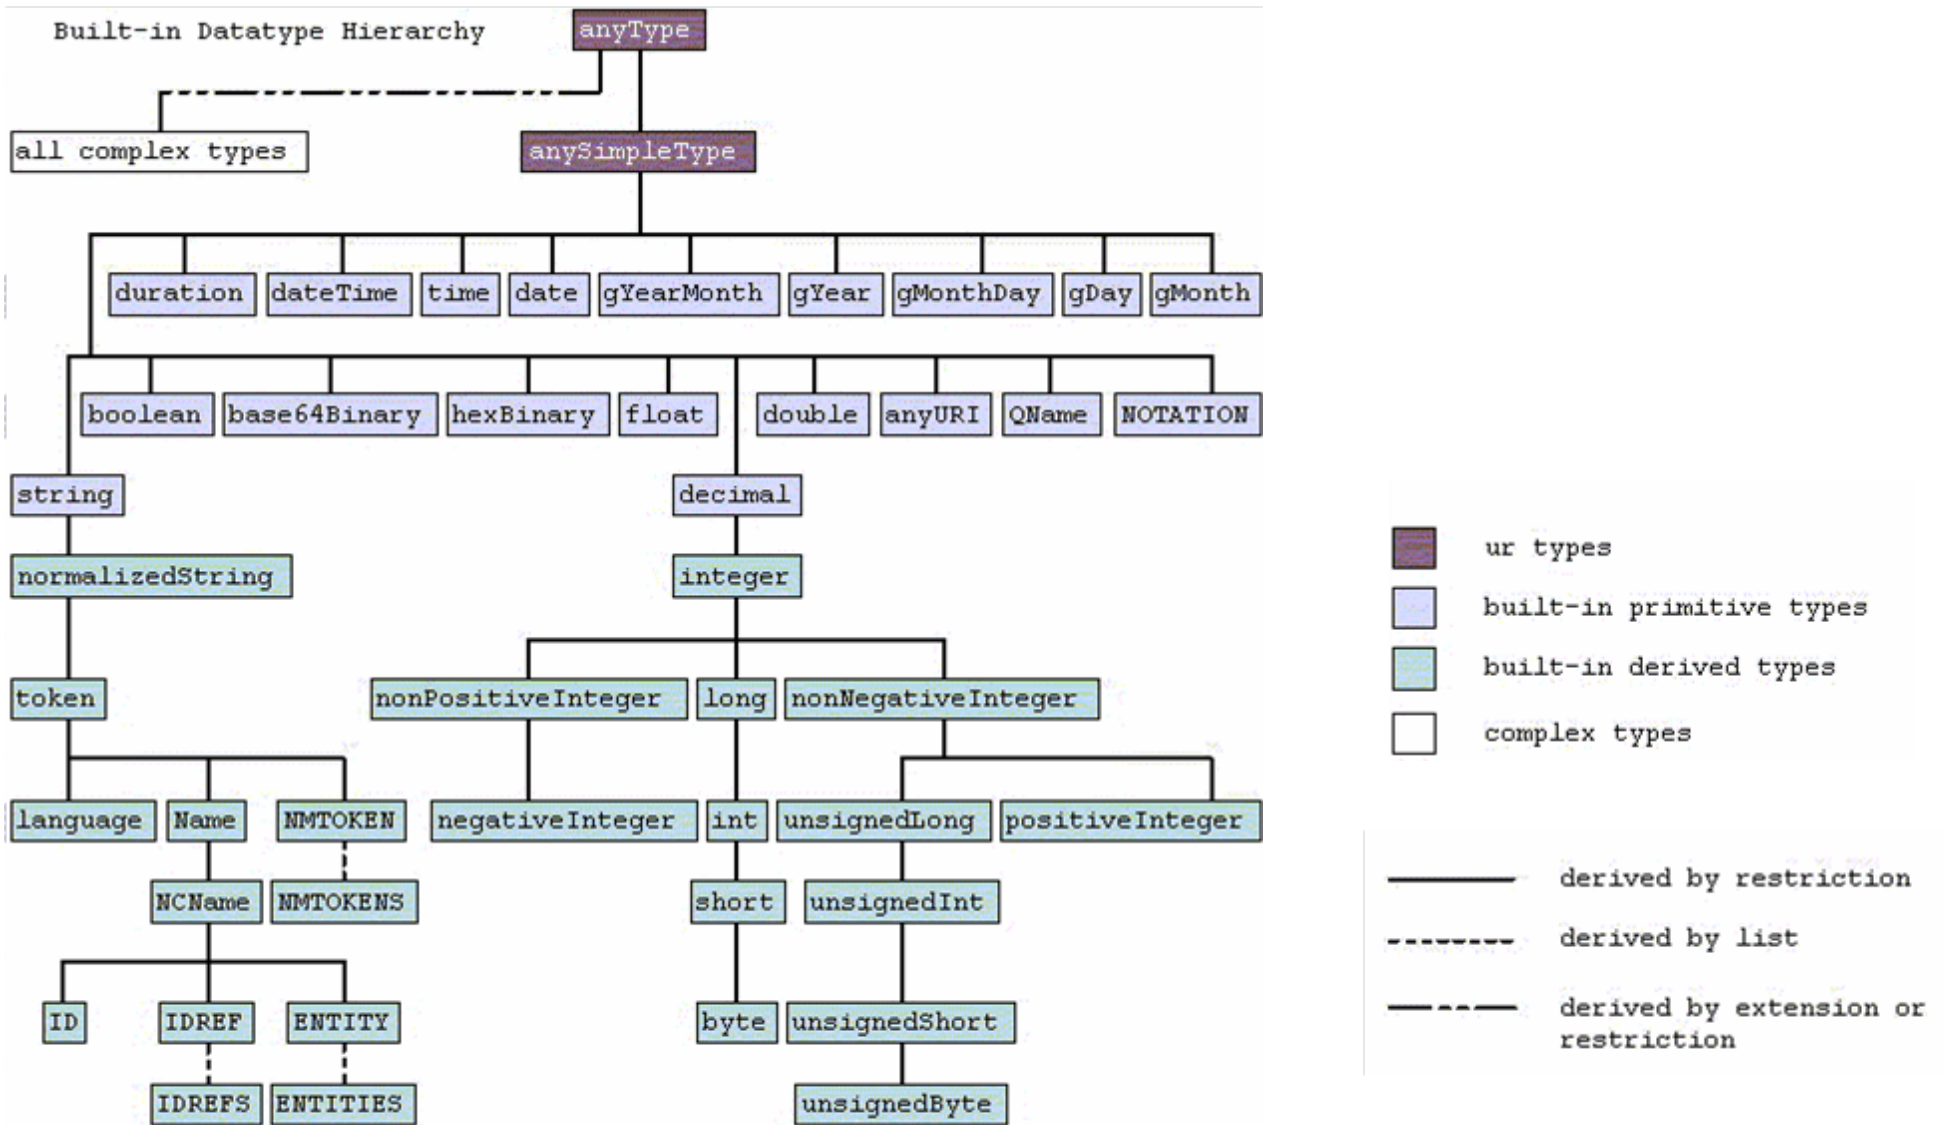 Built-in Datatype Hierarchy
anyType
all complex types
anySimpleType
duration
dateTime
time
date
gYearMonth
gYear
gMonthDay
gDay
gMonth
boolean
base64Binary
hexBinary
float
double
anyURI
QName
NOTATION
string
decimal
normalizedString
integer
token
nonPositiveInteger
long
nonNegativeInteger
language
Name
NMTOKEN
negativeInteger
int
unsignedLong
positiveInteger
NCName
NMTOKENS
short
unsignedInt
ID
IDREF
ENTITY
byte
unsignedShort
IDREFS
ENTITIES
unsignedByte
ur types
built-in primitive types
built-in derived types
complex types
derived by restriction
derived by list
derived by extension or
restriction